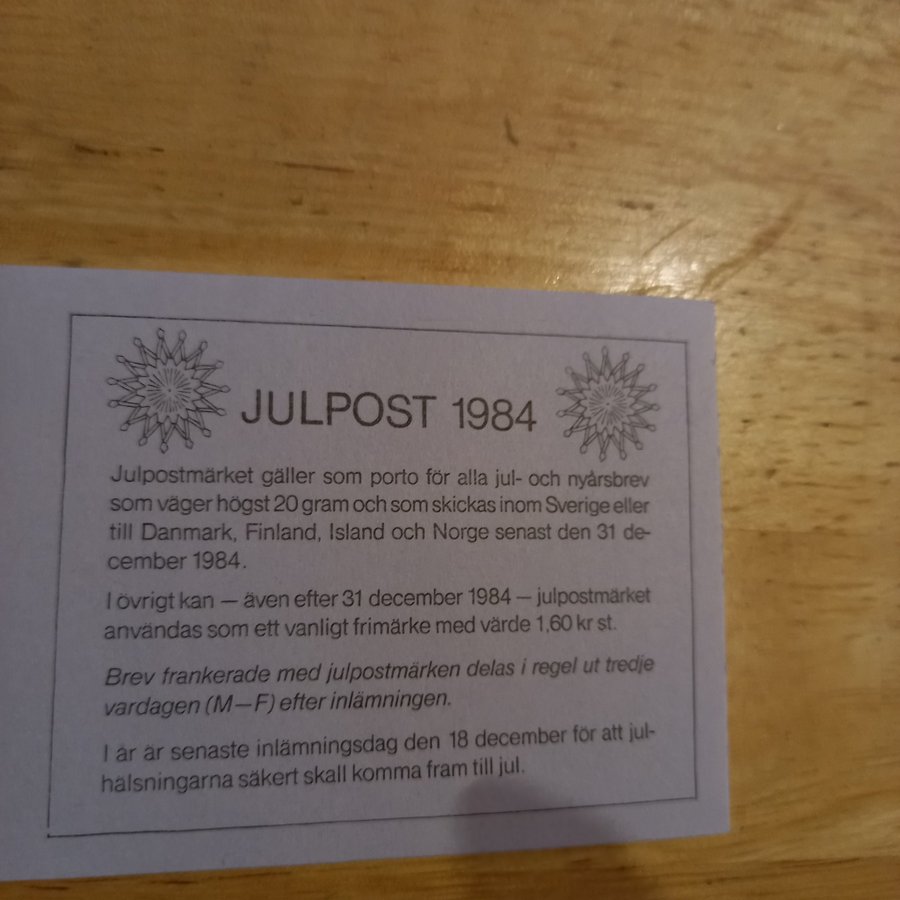 JULPOST 1984
Julpostmärket gäller som porto för alla jul- och nyårsbrev
som väger högst 20 gram och som skickas inom Sverige eller
till Danmark, Finland, Island och Norge senast den 31 de-
cember 1984.
I övrigt kan — även efter 31 december 1984 — julpostmärket
användas som ett vanligt frimärke med värde 1,60 kr st.
Brev frankerade med julpostmärken delas i regel ut tredje
vardagen (M—F) efter inlämningen.
I år är senaste inlämningsdag den 18 december för att jul-
hälsningarna säkert skall komma fram till jul.